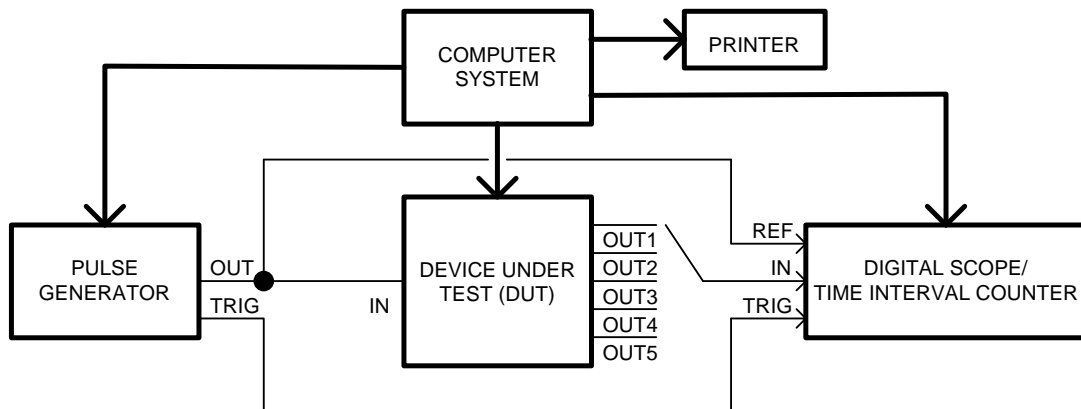 COMPUTER
SYSTEM
PRINTER
PULSE
GENERATOR
OUT
TRIG
IN
DEVICE UNDER
TEST (DUT)
OUT1
OUT2
OUT3
OUT4
OUT5
REF
IN
TRIG
DIGITAL SCOPE/
TIME INTERVAL COUNTER